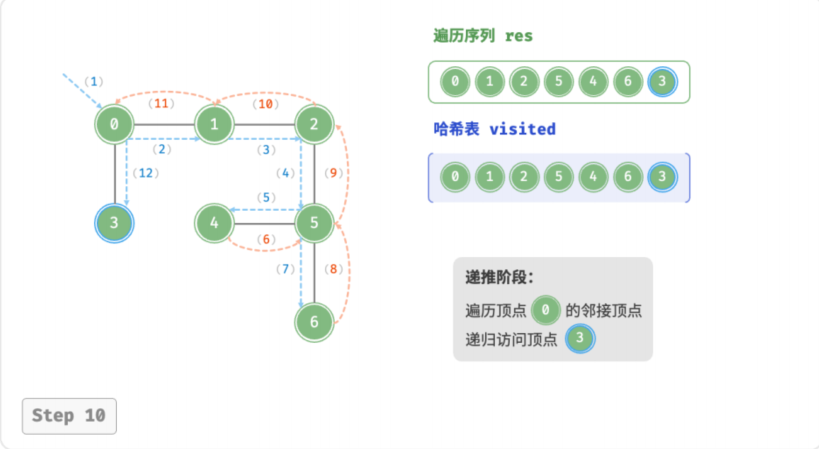 遍历序列 res
0 1 2 5 4 6 3
哈希表 visited
0 1 2 5 4 6 3
(1)
(11) (10)
0 1 2
(2) (3)
(12) (4) (9)
(5)
3 4 5
(6)
(7) (8)
6
递推阶段：
遍历顶点 0 的邻接顶点
递归访问顶点 3
Step 10